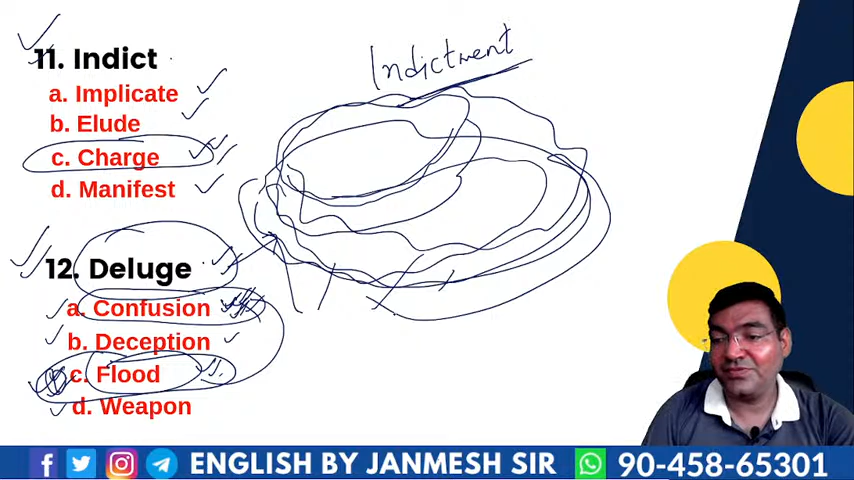 11. Indict
Indictment
a. Implicate
b. Elude
c. Charge
d. Manifest
12. Deluge
a. Confusion
b. Deception
c. Flood
d. Weapon
ENGLISH BY JANMESH SIR 90-458-65301